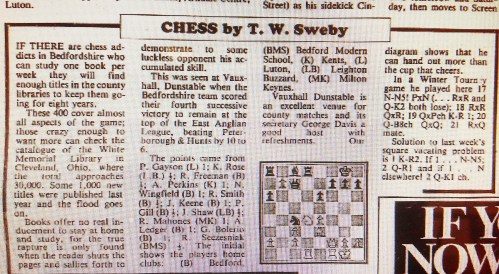 Luton.
Street) as his sidekick Cin-
day, then moves to Screen
CHESS by T. W. Sweby
IF THERE are chess ad-
dicts in Bedfordshire who
can study one book per
week they will find
enough titles in the county
libraries to keep them go-
ing for eight years.
These 400 cover almost
all aspects of the game;
those crazy enough to
want more can check the
catalogue of the White
Memorial Library in
Cleveland, Ohio, where
the total approaches
30,000. Some 1,000 new
titles were published last
year and the flood goes
on.
Books offer no real in-
ducement to stay at home
and study, for the true
rapture is only found
when the reader shuts the
pages and sallies forth to
demonstrate to some
luckless opponent his ac-
cumulated skill.
This was seen at Vaux-
hall, Dunstable when the
Bedfordshire team scored
their fourth successive
victory to remain at the
top of the East Anglian
League, beating Peter-
borough & Hunts by 10 to
6.
The points came from
P. Gayson (L) 1; K. Rose
R. Freeman (B)
A. Perkins (K) 1; N.
Wingfield (B) 1; R. Smith
(B) ½; J. Keene (B) 1; P.
Gill (B) ½; J. Shaw (LB) ½;
R. Mahones (MK) 1; A.
Ledger (B) 1; G. Bolerio
(B) R.
(BMS) ½. The initial
shows the players home
clubs: (B) Bedford,
(BMS) Bedford Modern
School, (K) Kents, (L)
Luton, (LB) Leighton
Buzzard, (MK) Milton
Keynes.
Vauxhall Dunstable is
an excellent venue for
county matches and its
secretary George Davis a
good host with
refreshments. Our
diagram shows that he
can hand out more than
the cup that cheers.
In a Winter Tourney
game he played here 17
N-N5! PxN (. . . RxR and
Q-K2 both lose); 18 RxR
QxR; 19 QxPch K-R 1; 20
Q-B8ch QxQ; 21 RxQ
mate.
Solution to last week's
square vacating problem
is 1 K-R2. If 1 . . . N-N5;
2 Q-R1 and if 1 . . . N
elsewhere! 2 Q-K1 ch.
IF Y
NOW